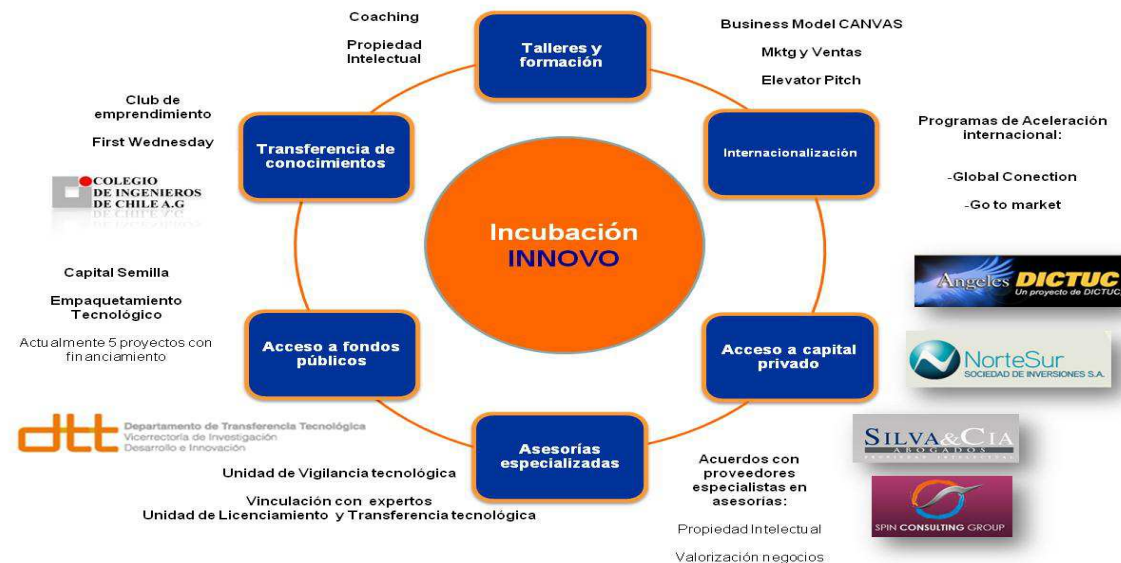 Coaching
Propiedad
Intelectual
Talleres y
formación
Business Model CANVAS
Mktg y Ventas
Elevator Pitch
Club de
emprendimiento
First Wednesday
Transferencia de
conocimientos
Internacionalización
Programas de Aceleración
internacional:
-Global Conection
-Go to market
COLEGIO
DE INGENIEROS
DE CHILE A.G
Incubación
INNOVO
Capital Semilla
Empaquetamiento
Tecnológico
Actualmente 5 proyectos con
financiamiento
Acceso a fondos
públicos
Acceso a capital
privado
Angeles DICTUC
Un proyecto de DICTUC
NorteSur
SOCIEDAD DE INVERSIONES S.A.
dtt
Departamento de Transferencia Tecnológica
Vicerrectoría de Investigación
Desarrollo e Innovación
Asesorías
especializadas
Unidad de Vigilancia tecnológica
Vinculación con expertos
Unidad de Licenciamiento y Transferencia tecnológica
Acuerdos con
proveedores
especialistas en
asesorías:
Propiedad Intelectual
Valorización negocios
SILVA & CIA
ABOGADOS
PROPIEDAD INTELECTUAL
SPIN CONSULTING GROUP